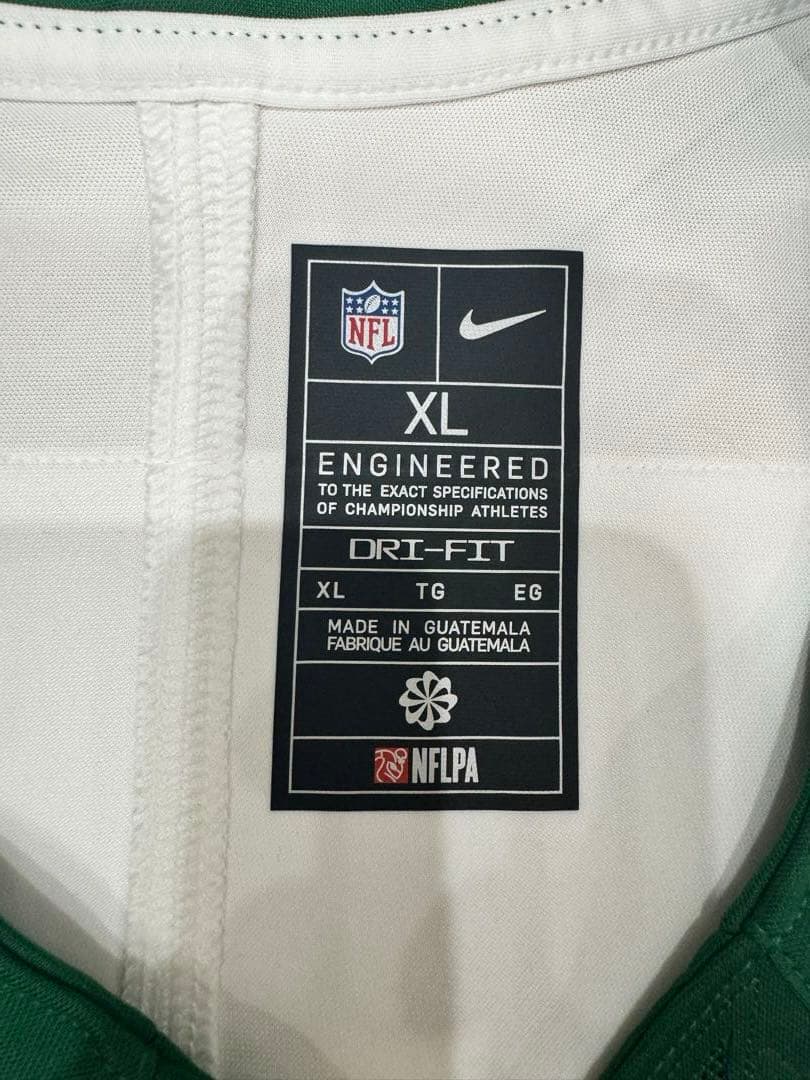 NFL
XL
ENGINEERED
TO THE EXACT SPECIFICATIONS
OF CHAMPIONSHIP ATHLETES
DRI-FIT
XL TG EG
MADE IN GUATEMALA
FABRIQUE AU GUATEMALA
NFLPA